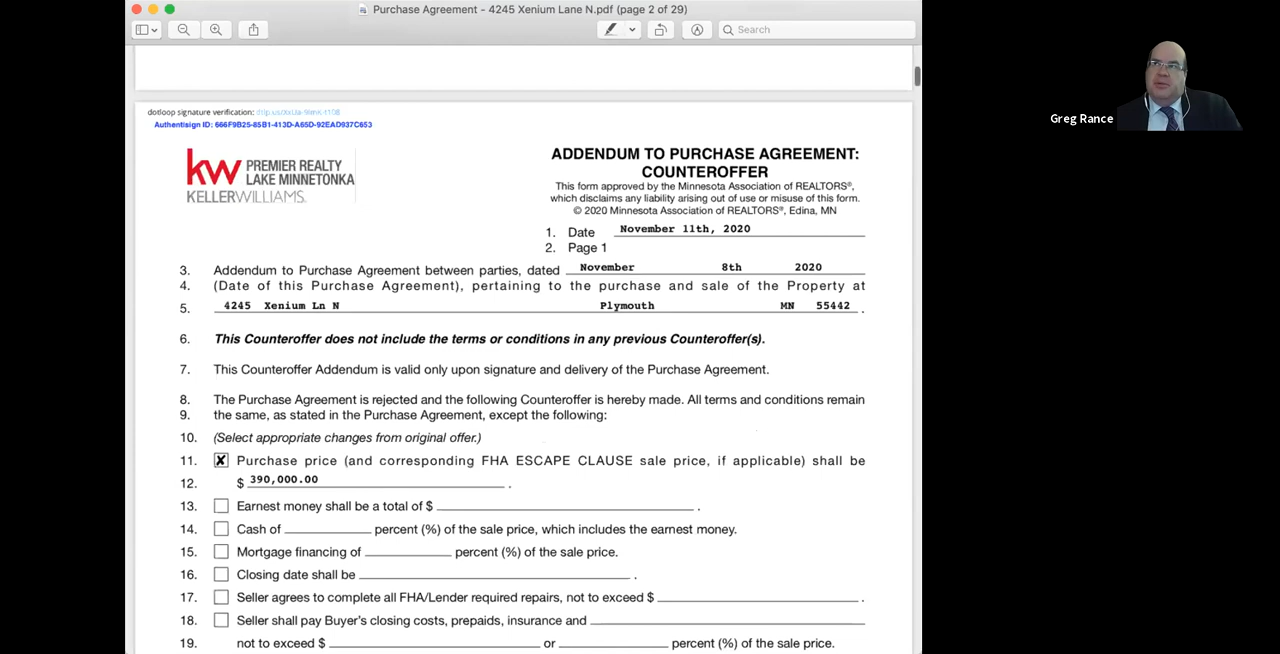 Purchase Agreement - 4245 Xenium Lane N.pdf (page 2 of 29)
Search
dotloop signature verification:
Authentisign ID: 666F9B25-85B1-413D-A65D-92EAD937C653
kw PREMIER REALTY
LAKE MINNETONKA
KELLERWILLIAMS.
ADDENDUM TO PURCHASE AGREEMENT:
COUNTEROFFER
This form approved by the Minnesota Association of REALTORS®,
which disclaims any liability arising out of use or misuse of this form.
© 2020 Minnesota Association of REALTORS®, Edina, MN
1. Date November 11th, 2020
2. Page 1
3. Addendum to Purchase Agreement between parties, dated November 8th 2020
4. (Date of this Purchase Agreement), pertaining to the purchase and sale of the Property at
5. 4245 Xenium Ln N Plymouth MN 55442 .
6. This Counteroffer does not include the terms or conditions in any previous Counteroffer(s).
7. This Counteroffer Addendum is valid only upon signature and delivery of the Purchase Agreement.
8. The Purchase Agreement is rejected and the following Counteroffer is hereby made. All terms and conditions remain
9. the same, as stated in the Purchase Agreement, except the following:
10. (Select appropriate changes from original offer.)
11. X Purchase price (and corresponding FHA ESCAPE CLAUSE sale price, if applicable) shall be
12. $ 390,000.00 .
13. Earnest money shall be a total of $ .
14. Cash of percent (%) of the sale price, which includes the earnest money.
15. Mortgage financing of percent (%) of the sale price.
16. Closing date shall be .
17. Seller agrees to complete all FHA/Lender required repairs, not to exceed $ .
18. Seller shall pay Buyer's closing costs, prepaids, insurance and
19. not to exceed $ or percent (%) of the sale price.
Greg Rance